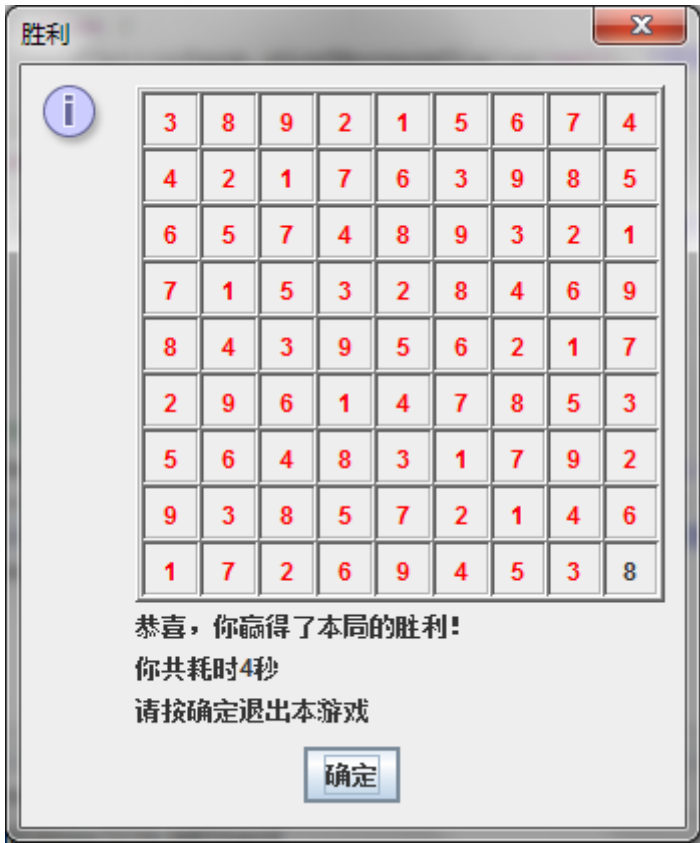 胜利
3 8 9 2 1 5 6 7 4
4 2 1 7 6 3 9 8 5
6 5 7 4 8 9 3 2 1
7 1 5 3 2 8 4 6 9
8 4 3 9 5 6 2 1 7
2 9 6 1 4 7 8 5 3
5 6 4 8 3 1 7 9 2
9 3 8 5 7 2 1 4 6
1 7 2 6 9 4 5 3 8
恭喜，你赢得了本局的胜利！
你共耗时4秒
请按确定退出本游戏
确定